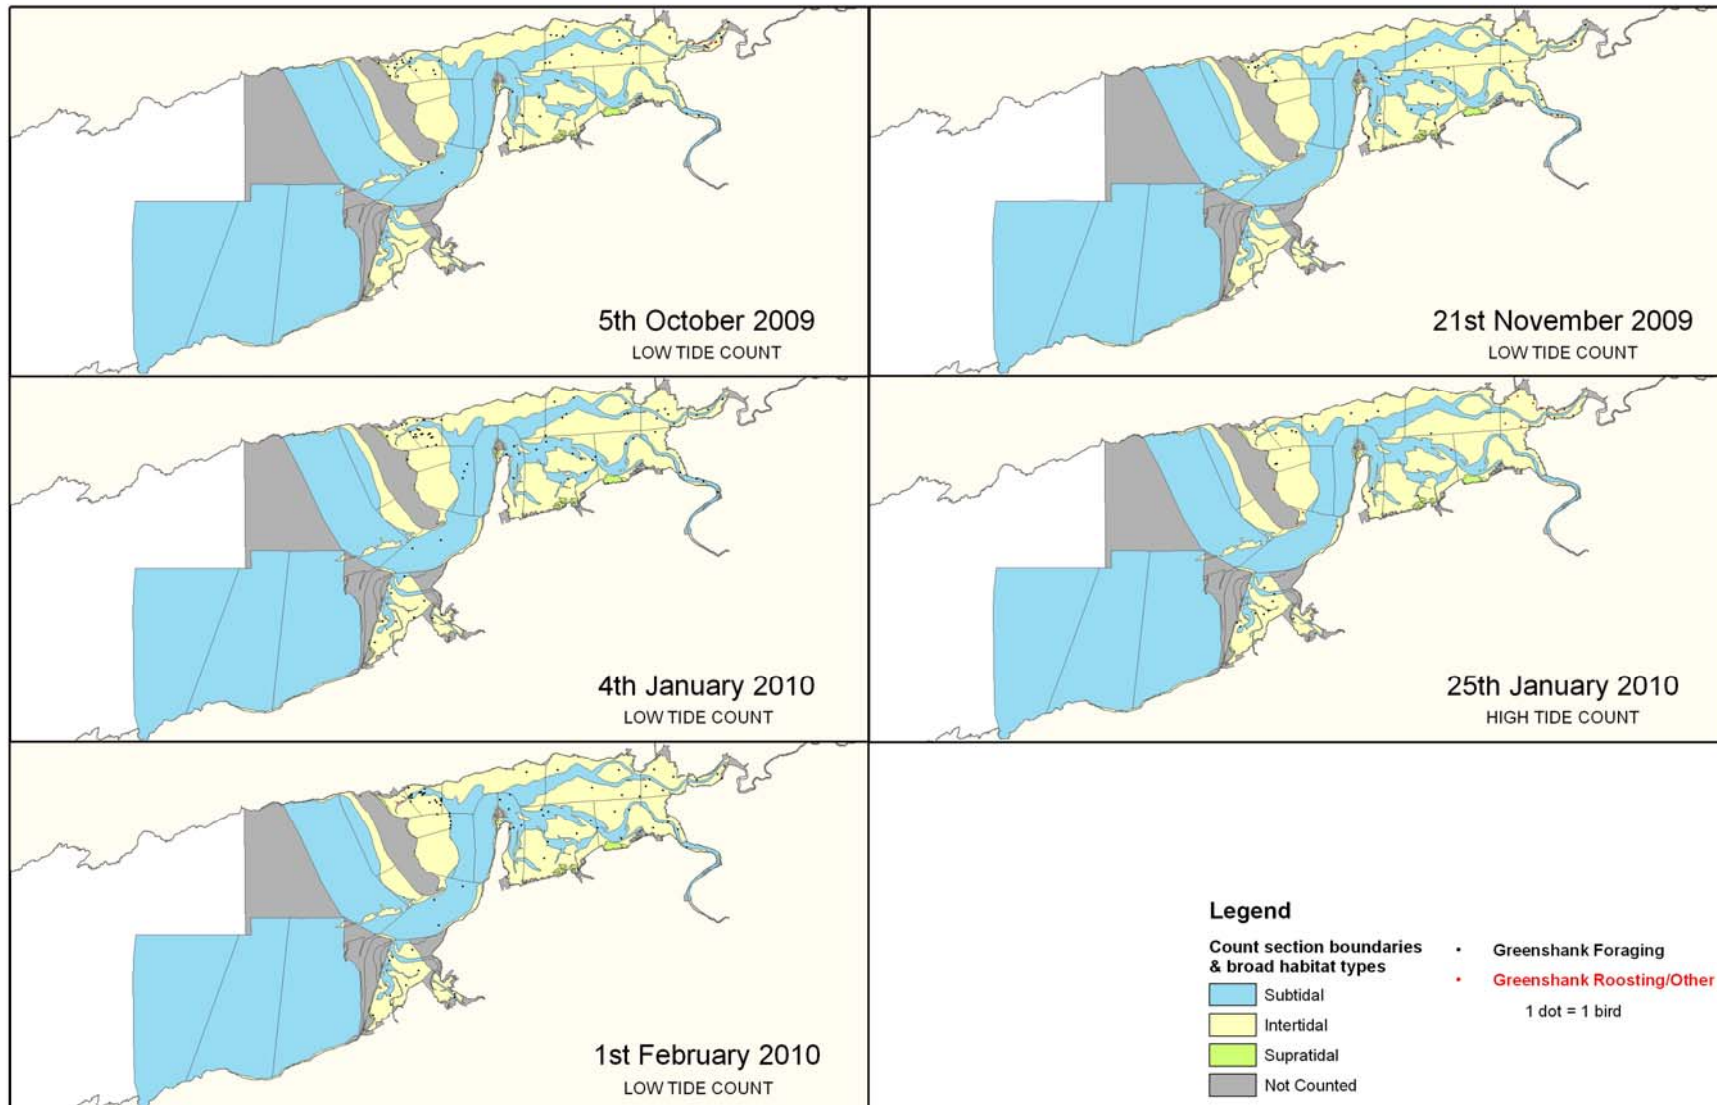 5th October 2009
LOW TIDE COUNT
21st November 2009
LOW TIDE COUNT
4th January 2010
LOW TIDE COUNT
25th January 2010
HIGH TIDE COUNT
1st February 2010
LOW TIDE COUNT
Legend
Count section boundaries
& broad habitat types
Subtidal
Intertidal
Supratidal
Not Counted
Greenshank Foraging
Greenshank Roosting/Other
1 dot = 1 bird